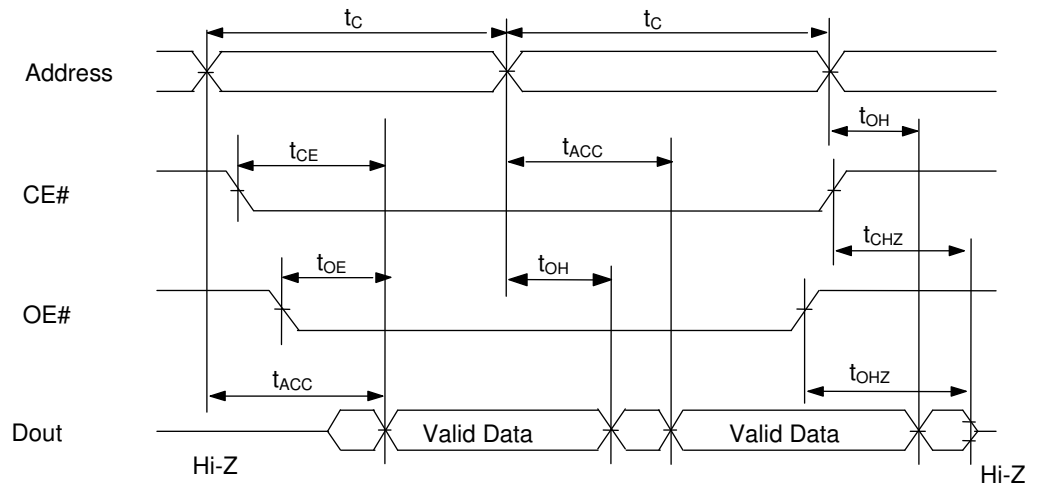 tC tC
Address
tOH
tCE tACC
CE#
tCHZ
tOE tOH
OE#
tACC tOHZ
Dout Valid Data Valid Data
Hi-Z Hi-Z